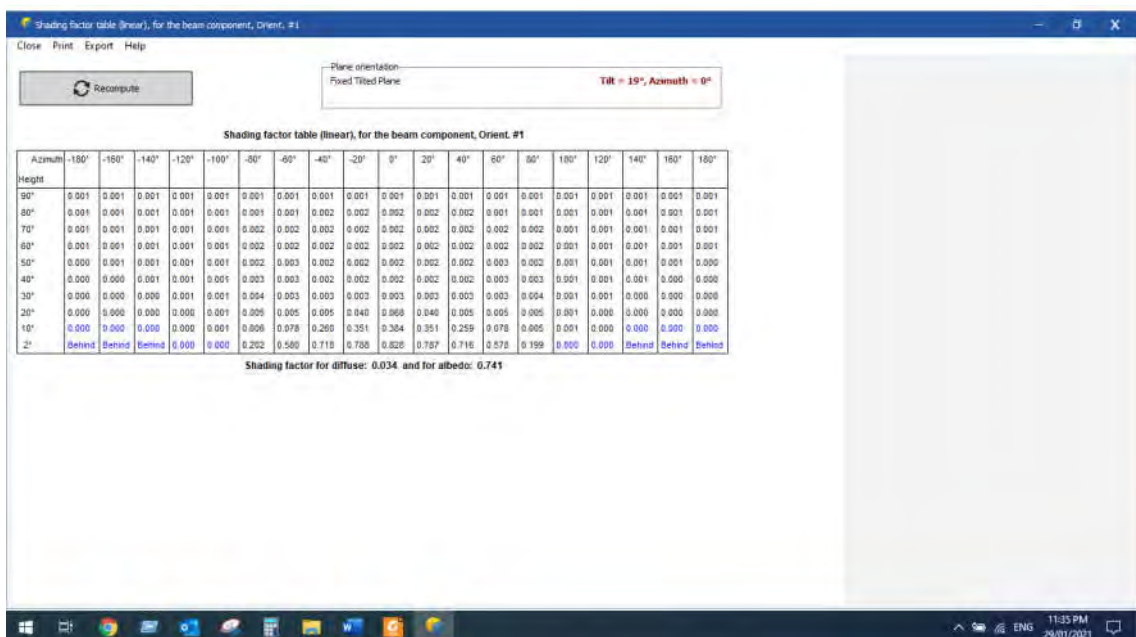 Shading factor table (linear), for the beam component, Orient. #1
Close Print Export Help
Plane orientation
Fixed Tilted Plane Tilt = 19°, Azimuth = 0°
Recompute
Shading factor table (linear), for the beam component, Orient. #1
Azimuth -180° -160° -140° -120° -100° -80° -60° -40° -20° 0° 20° 40° 60° 80° 100° 120° 140° 160° 180°
Height
90° 0.001 0.001 0.001 0.001 0.001 0.001 0.001 0.001 0.001 0.001 0.001 0.001 0.001 0.001 0.001 0.001 0.001 0.001 0.001
80° 0.001 0.001 0.001 0.001 0.001 0.001 0.001 0.002 0.002 0.002 0.002 0.002 0.001 0.001 0.001 0.001 0.001 0.001 0.001
70° 0.001 0.001 0.001 0.001 0.001 0.002 0.002 0.002 0.002 0.002 0.002 0.002 0.002 0.002 0.001 0.001 0.001 0.001 0.001
60° 0.001 0.001 0.001 0.001 0.001 0.002 0.002 0.002 0.002 0.002 0.002 0.002 0.002 0.002 0.001 0.001 0.001 0.001 0.001
50° 0.000 0.001 0.001 0.001 0.001 0.002 0.003 0.002 0.002 0.002 0.002 0.002 0.003 0.002 0.001 0.001 0.001 0.001 0.000
40° 0.000 0.000 0.001 0.001 0.001 0.003 0.003 0.002 0.002 0.002 0.002 0.002 0.003 0.003 0.001 0.001 0.001 0.000 0.000
30° 0.000 0.000 0.000 0.001 0.001 0.004 0.003 0.003 0.003 0.003 0.003 0.003 0.003 0.004 0.001 0.001 0.000 0.000 0.000
20° 0.000 0.000 0.000 0.000 0.001 0.005 0.005 0.005 0.040 0.068 0.040 0.005 0.005 0.005 0.001 0.000 0.000 0.000 0.000
10° 0.000 0.000 0.000 0.000 0.001 0.006 0.078 0.260 0.351 0.384 0.351 0.259 0.078 0.005 0.001 0.000 0.000 0.000 0.000
2° Behind Behind Behind 0.000 0.000 0.202 0.580 0.718 0.788 0.828 0.787 0.716 0.578 0.199 0.000 0.000 Behind Behind Behind
Shading factor for diffuse: 0.034 and for albedo: 0.741
ENG 11:35 PM
29/01/2021